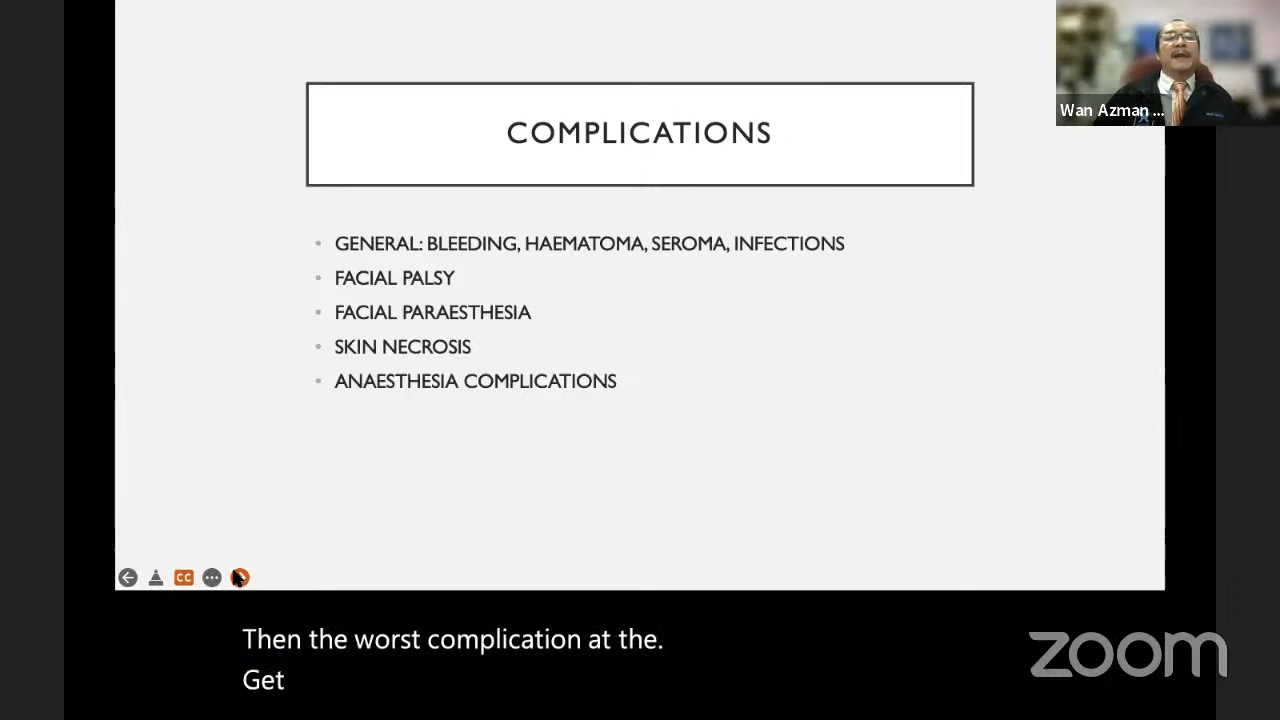 COMPLICATIONS
Wan Azman ...
• GENERAL: BLEEDING, HAEMATOMA, SEROMA, INFECTIONS
• FACIAL PALSY
• FACIAL PARAESTHESIA
• SKIN NECROSIS
• ANAESTHESIA COMPLICATIONS
CC
Then the worst complication at the.
Get
zoom